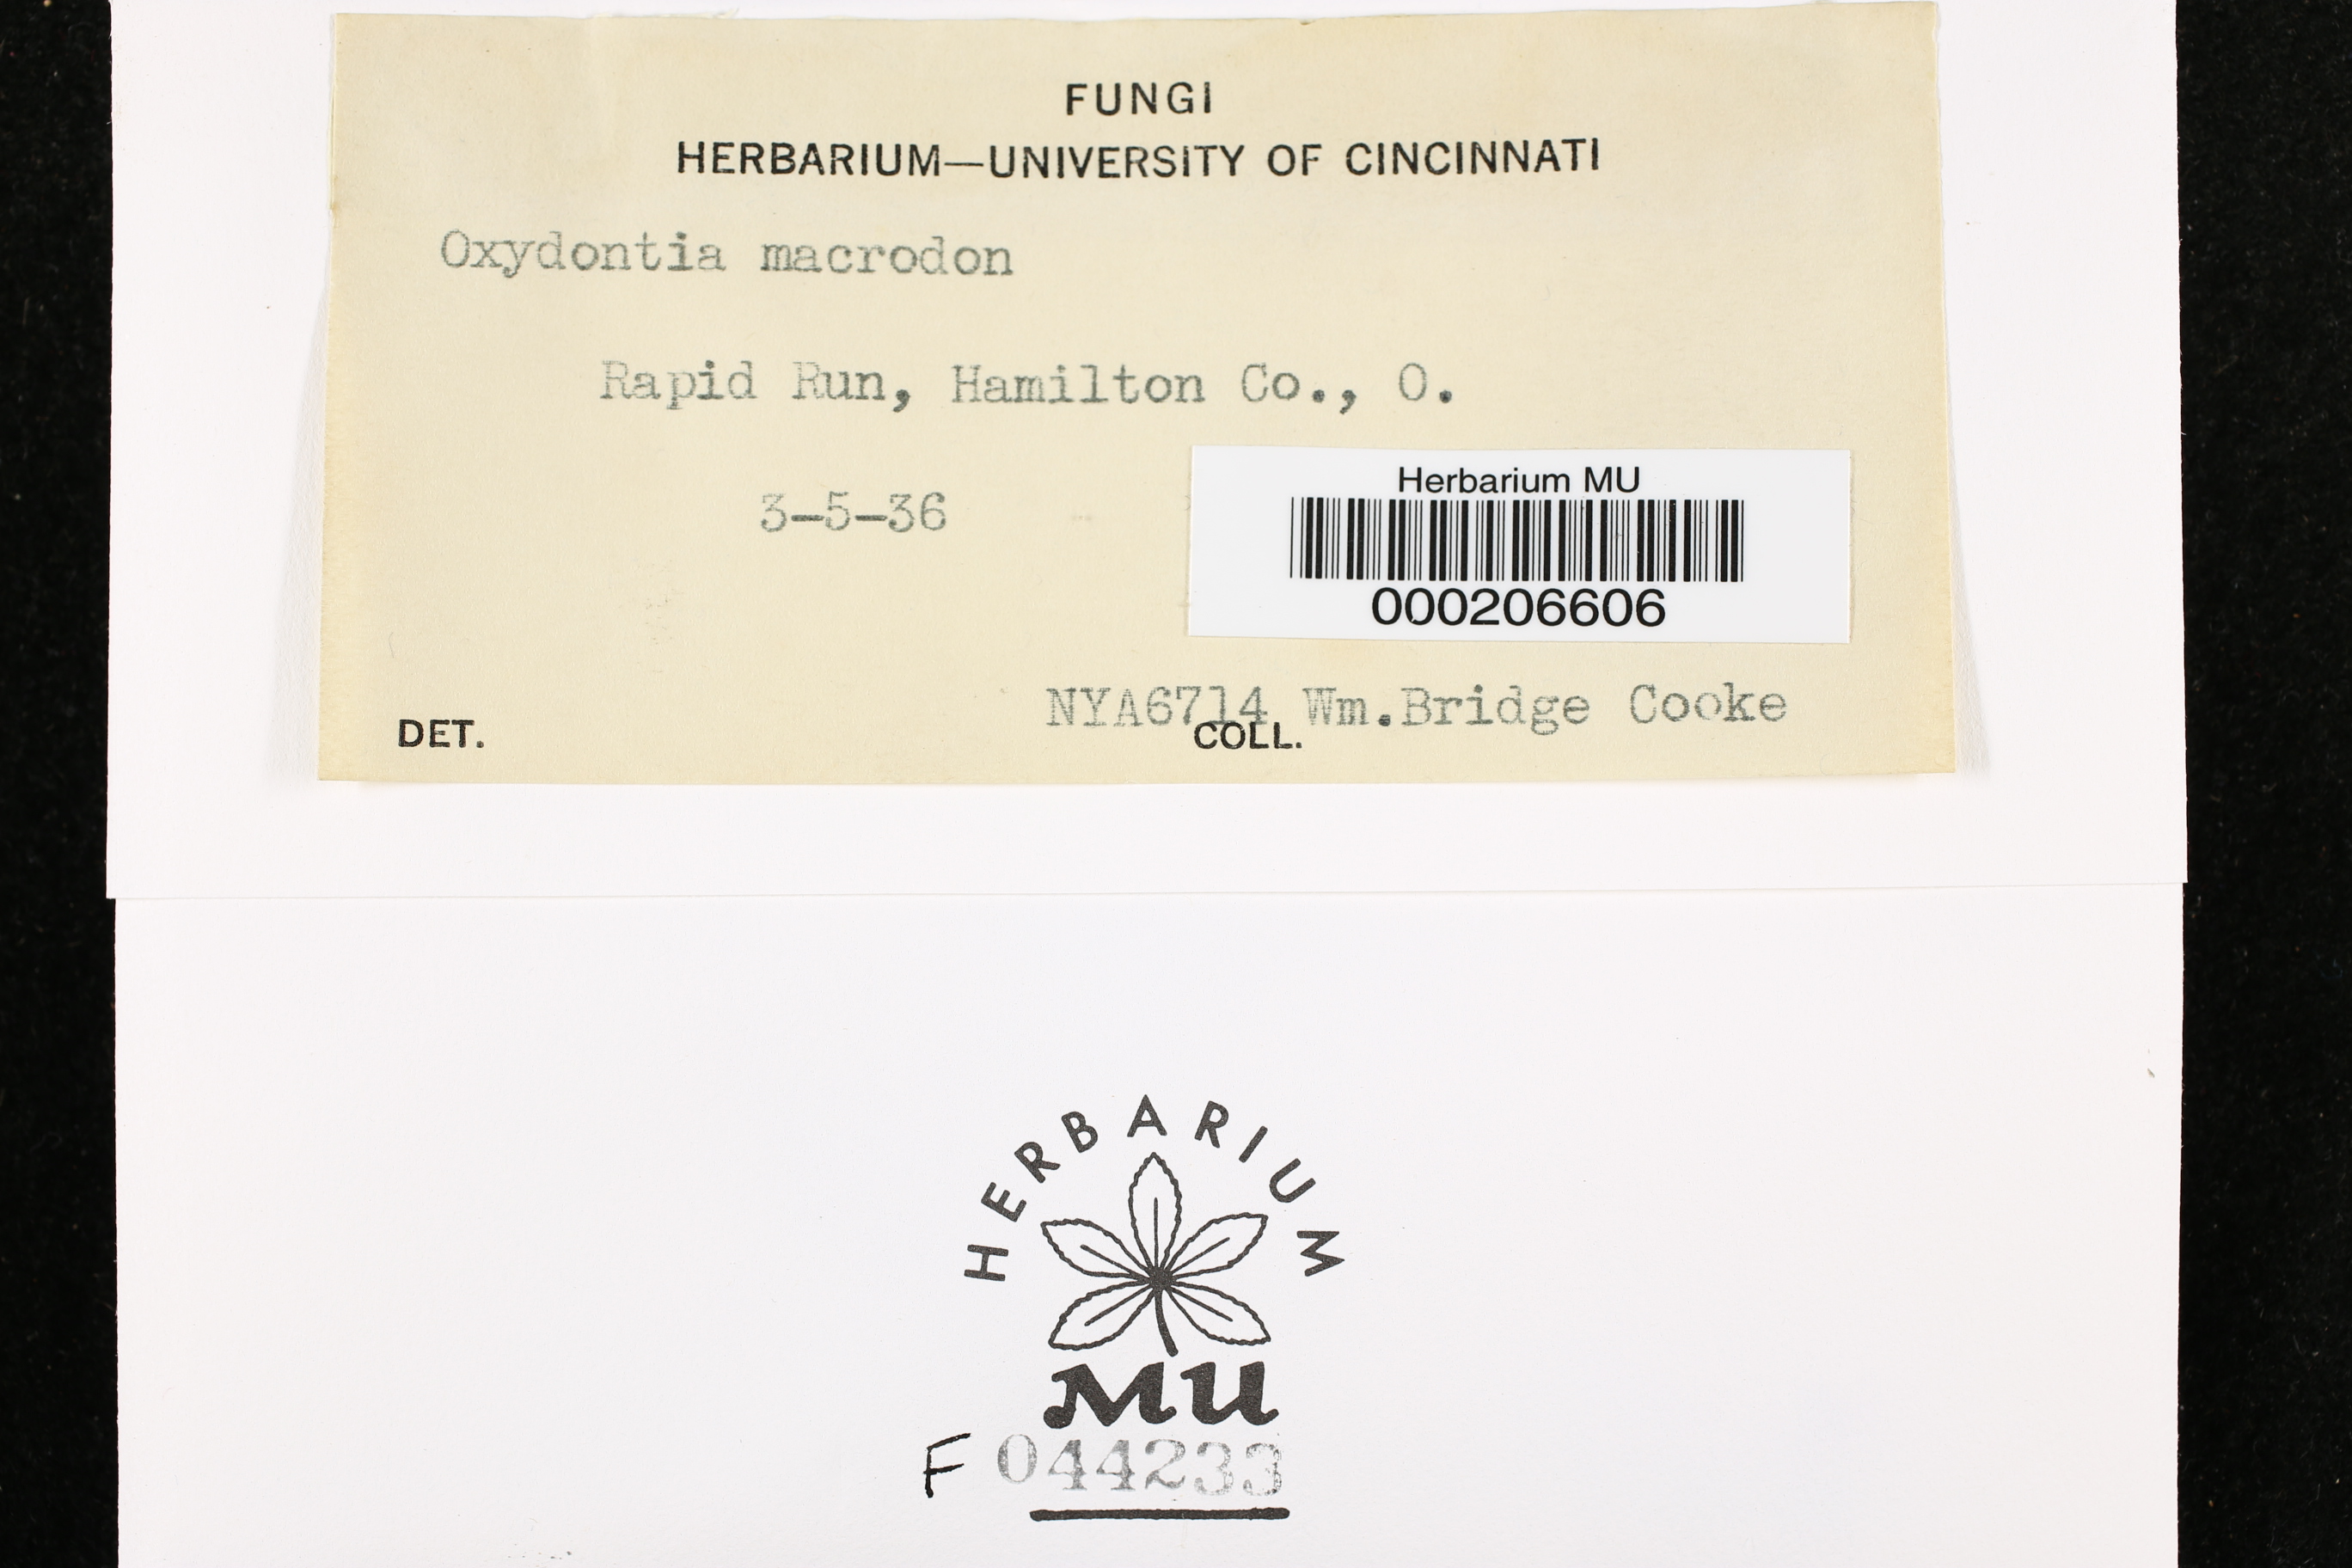 FUNGI
HERBARIUM—UNIVERSITY OF CINCINNATI
Oxydontia macrodon
Rapid Run, Hamilton Co., O.
3-5-36
Herbarium MU
000206606
NYA6714 Wm.Bridge Cooke
DET. COLL.
HERBARIUM
MU
F 044233